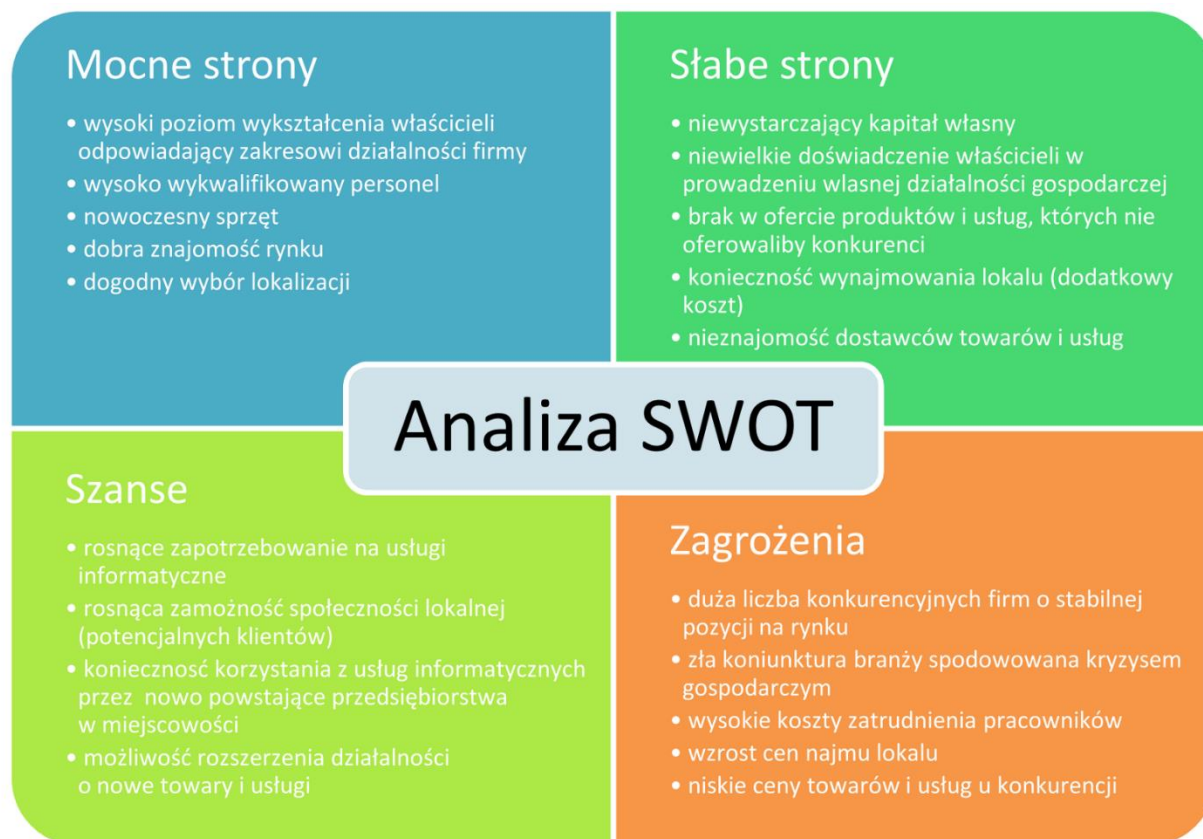 Mocne strony
• wysoki poziom wykształcenia właścicieli
odpowiadający zakresowi działalności firmy
• wysoko wykwalifikowany personel
• nowoczesny sprzęt
• dobra znajomość rynku
• dogodny wybór lokalizacji
Słabe strony
• niewystarczający kapitał własny
• niewielkie doświadczenie właścicieli w
prowadzeniu wlasnej działalności gospodarczej
• brak w ofercie produktów i usług, których nie
oferowaliby konkurenci
• konieczność wynajmowania lokalu (dodatkowy
koszt)
• nieznajomość dostawców towarów i usług
Analiza SWOT
Szanse
• rosnące zapotrzebowanie na usługi
informatyczne
• rosnąca zamożność społeczności lokalnej
(potencjalnych klientów)
• koniecznosć korzystania z usług informatycznych
przez nowo powstające przedsiębiorstwa
w miejscowości
• możliwość rozszerzenia działalności
o nowe towary i usługi
Zagrożenia
• duża liczba konkurencyjnych firm o stabilnej
pozycji na rynku
• zła koniunktura branży spodowowana kryzysem
gospodarczym
• wysokie koszty zatrudnienia pracowników
• wzrost cen najmu lokalu
• niskie ceny towarów i usług u konkurencji